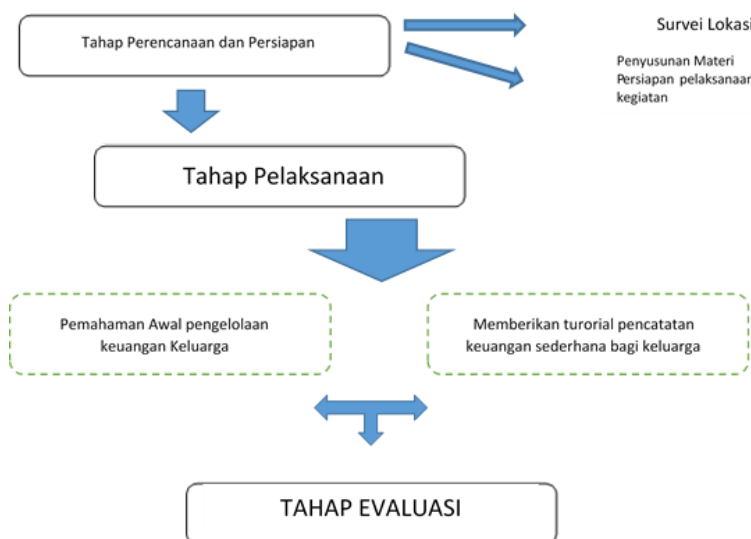 Tahap Perencanaan dan Persiapan
Survei Lokasi
Penyusunan Materi
Persiapan pelaksanaan
kegiatan
Tahap Pelaksanaan
Pemahaman Awal pengelolaan
keuangan Keluarga
Memberikan turorial pencatatan
keuangan sederhana bagi keluarga
TAHAP EVALUASI